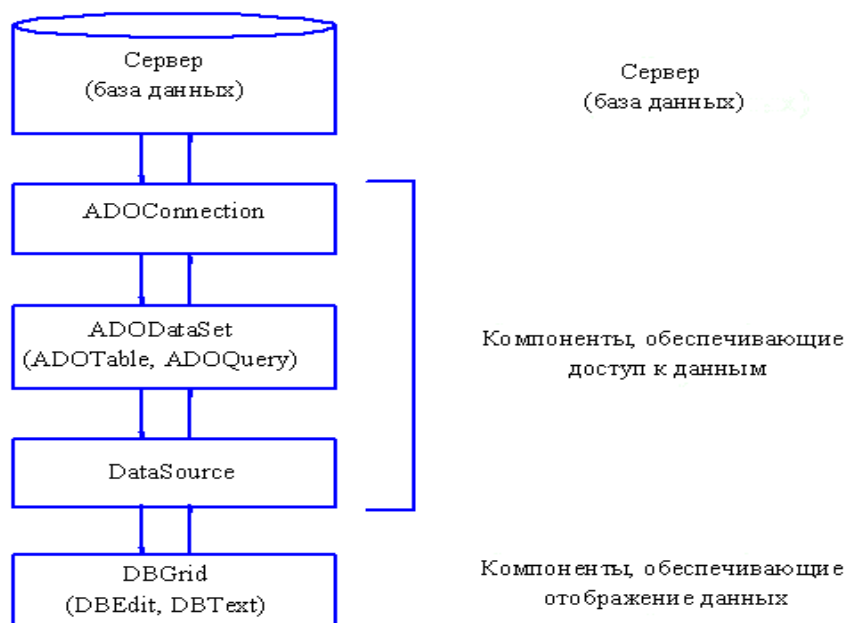 Сервер
(база данных)
Сервер
(база данных)
ADOConnection
ADODataSet
(ADOTable, ADOQuery)
Компоненты, обеспечивающие
доступ к данным
DataSource
DBGrid
(DBEdit, DBText)
Компоненты, обеспечивающие
отображение данных